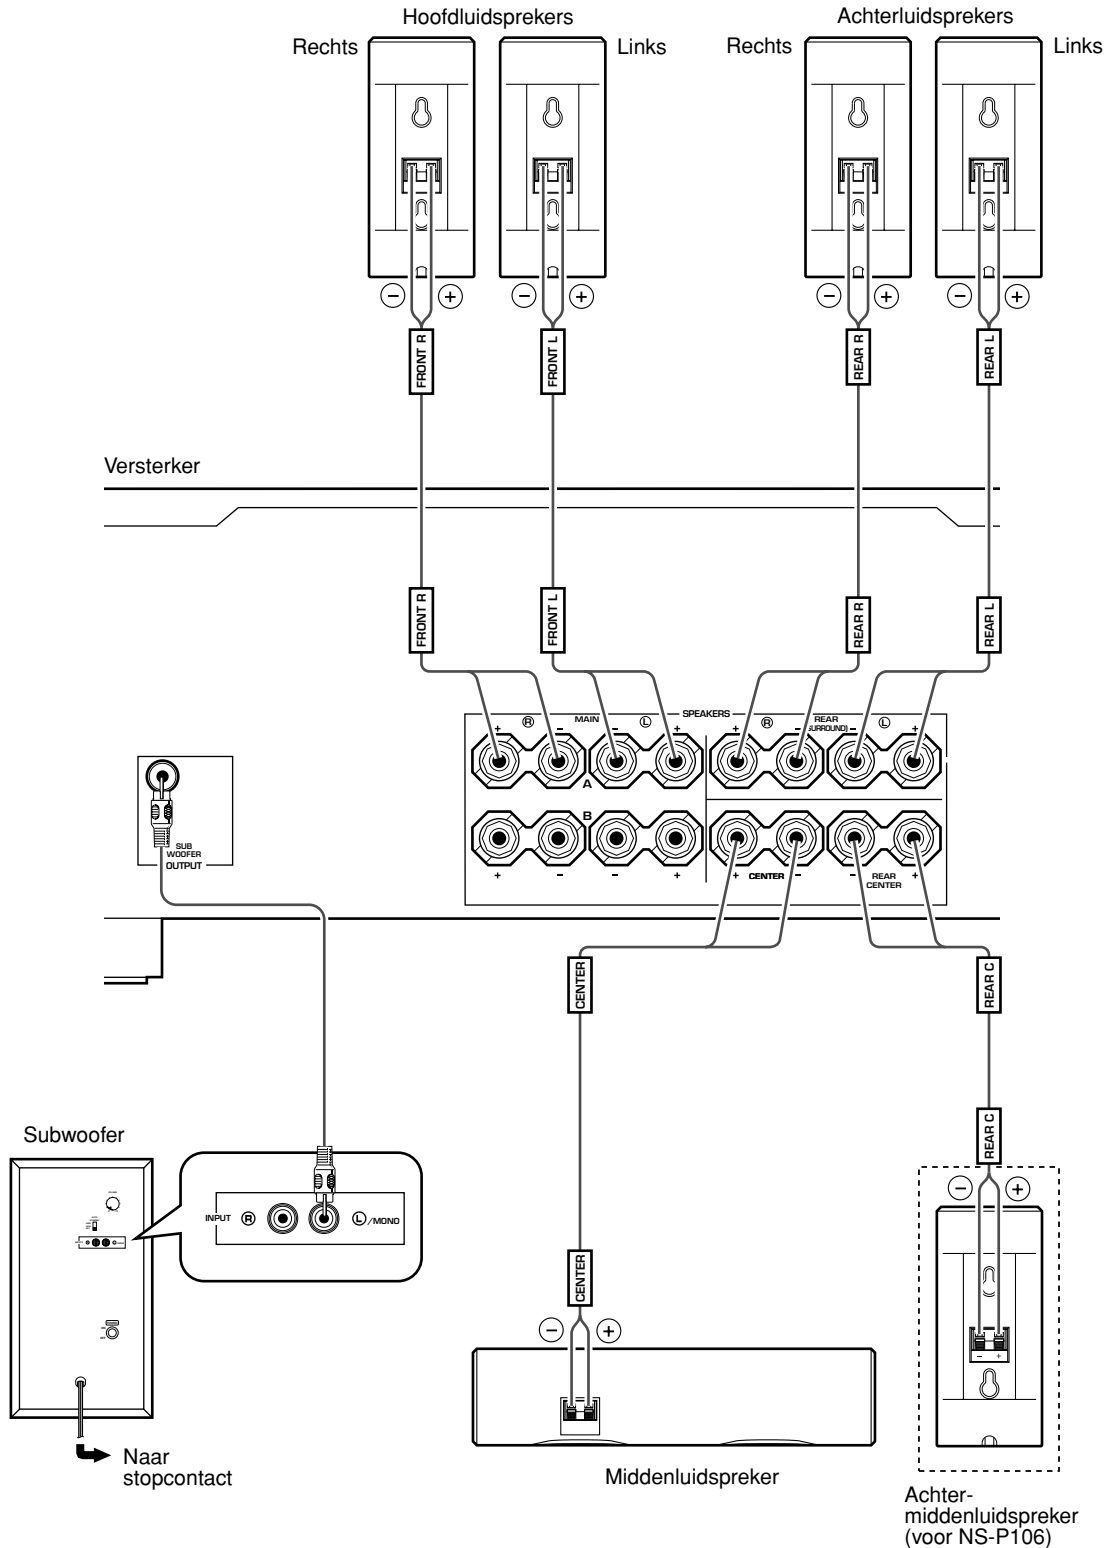 Hoofdluidsprekers
Achterluidsprekers
Rechts
Links
Rechts
Links
− + − + − + − +
FRONT R
FRONT L
REAR R
REAR L
Versterker
FRONT R
FRONT L
REAR R
REAR L
SPEAKERS
+ R − MAIN − L +
+ R − REAR − L +
(SURROUND)
A
B
+ − − +
+ CENTER −
− REAR CENTER +
SUB
WOOFER
OUTPUT
CENTER
REAR C
REAR C
Subwoofer
INPUT R L /MONO
CENTER
− +
− +
− +
Naar
stopcontact
Middenluidspreker
Achter-
middenluidspreker
(voor NS-P106)